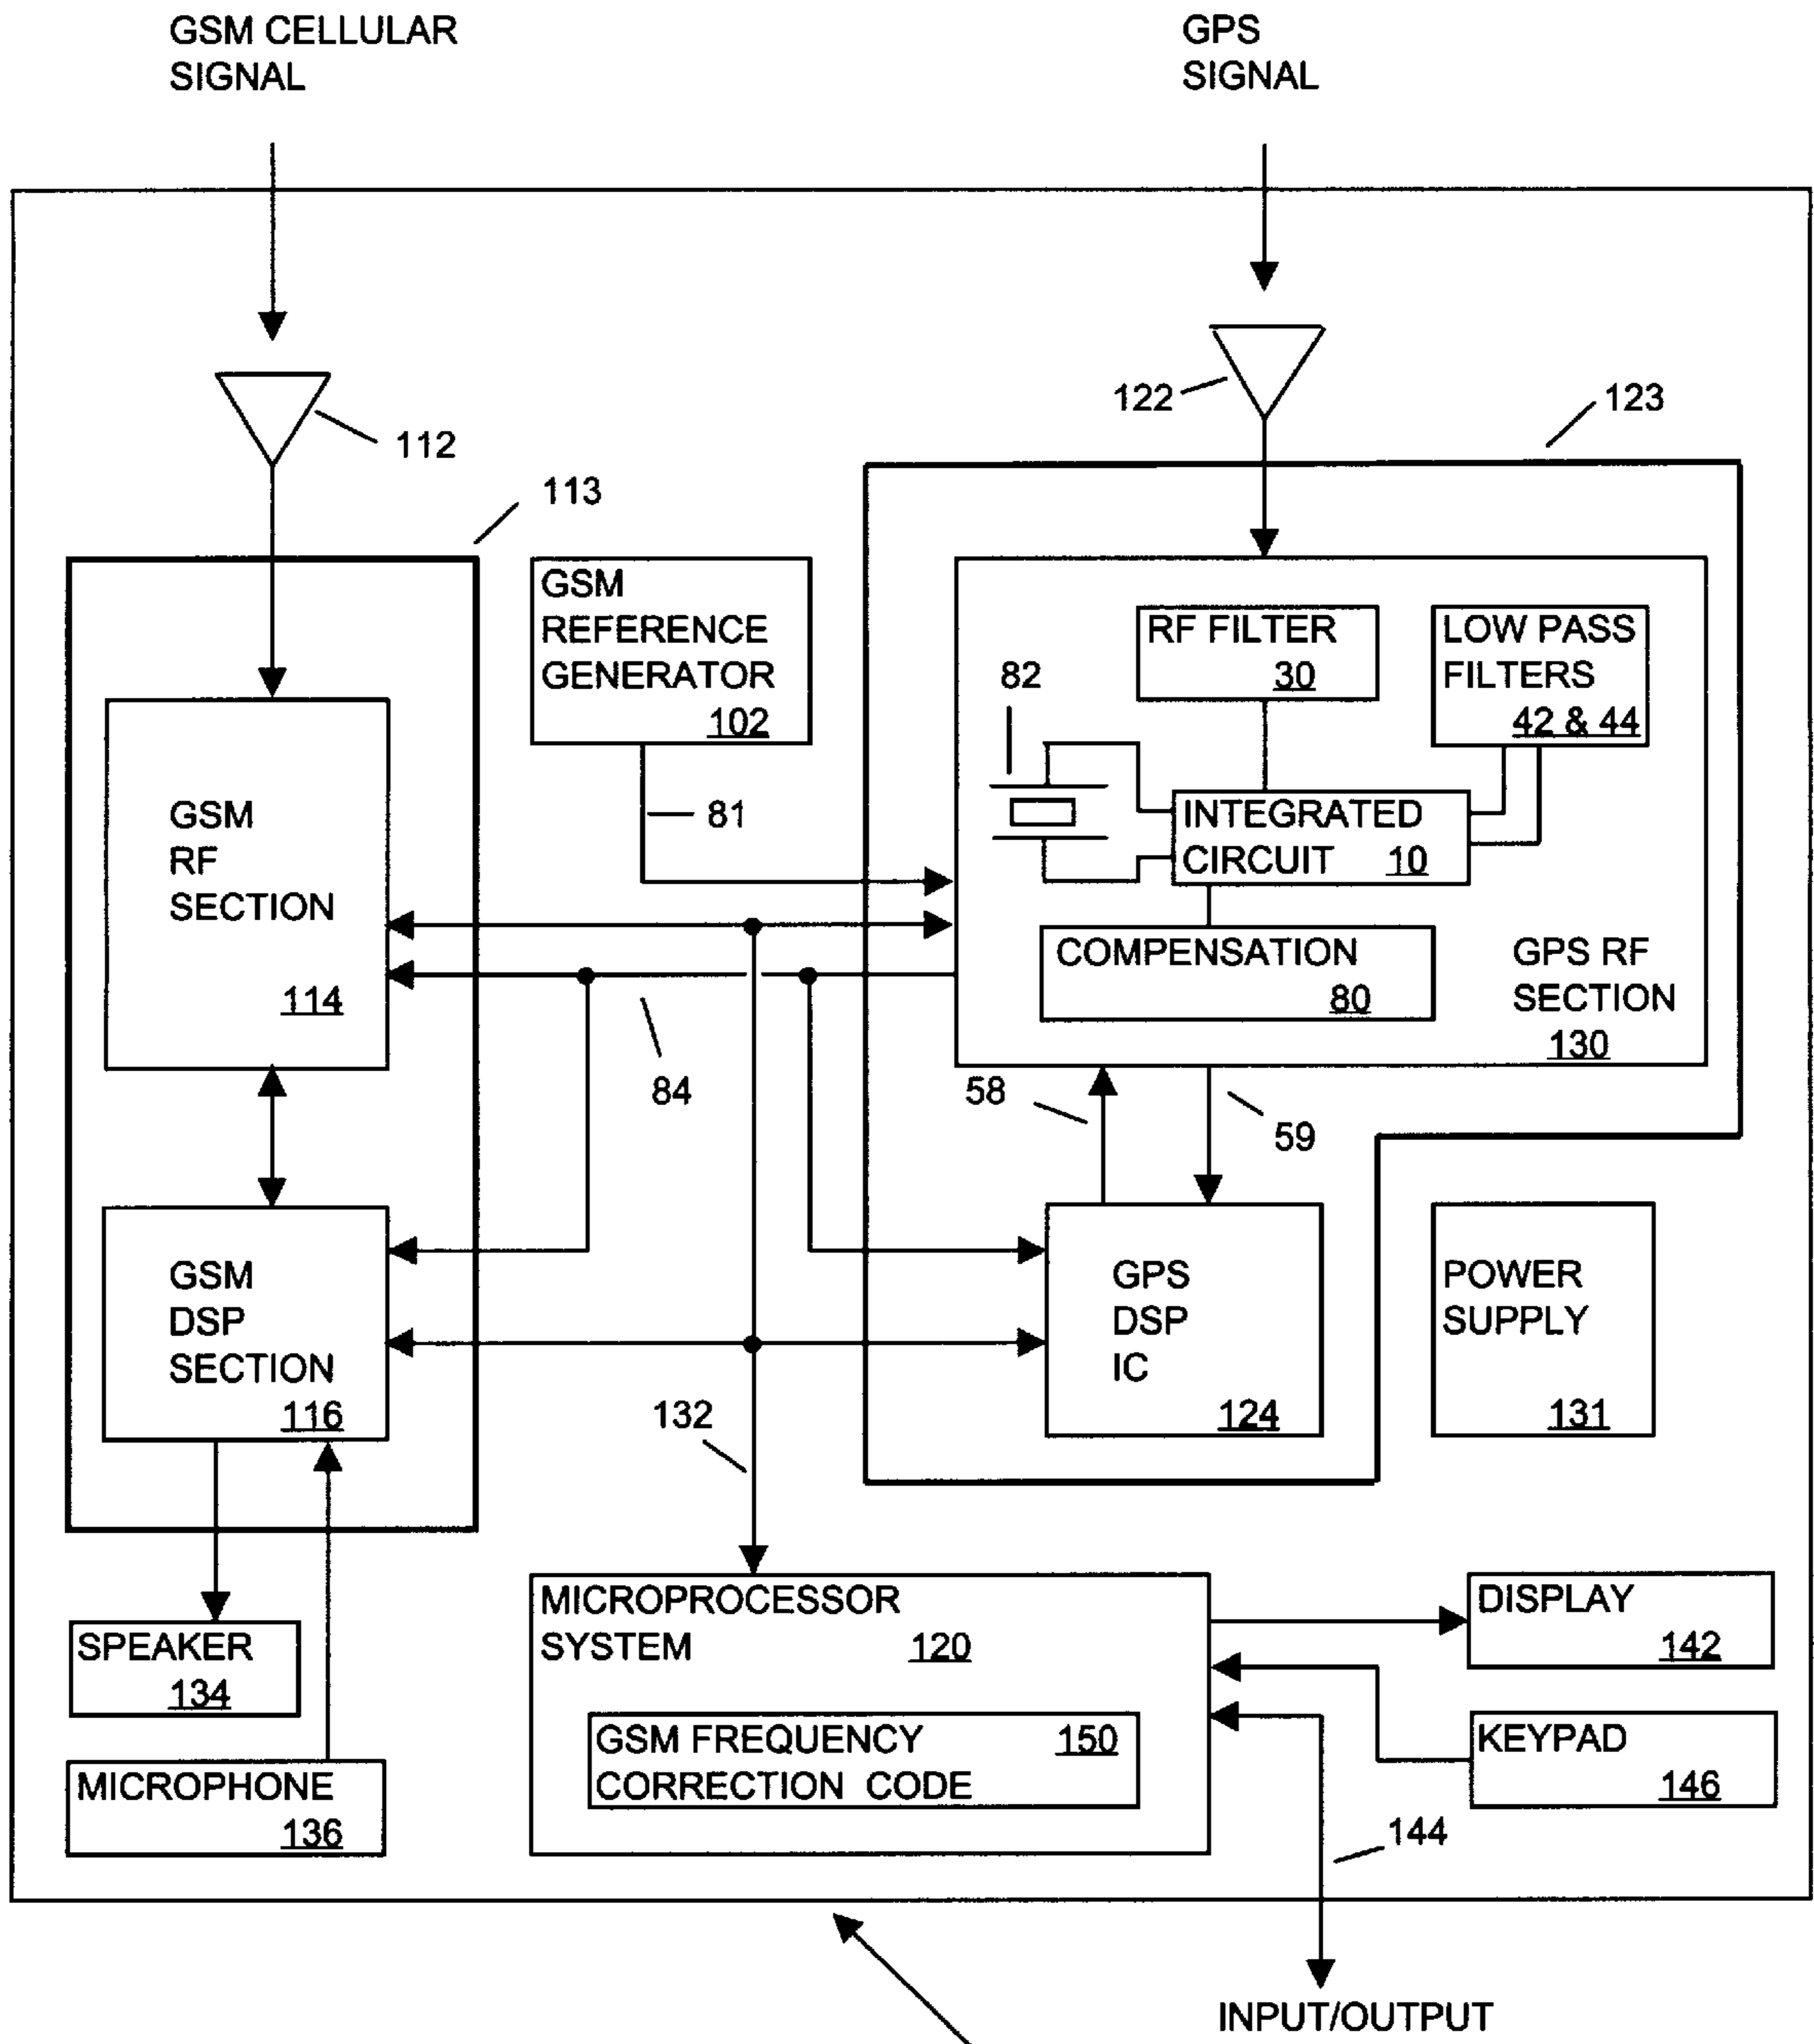 GSM CELLULAR
SIGNAL
GPS
SIGNAL
112
122
123
113
GSM
REFERENCE
GENERATOR
102
81
RF FILTER
30
LOW PASS
FILTERS
42 & 44
82
INTEGRATED
CIRCUIT 10
COMPENSATION
80
GPS RF
SECTION
130
GSM
RF
SECTION
114
84
58
59
GSM
DSP
SECTION
116
GPS
DSP
IC
124
POWER
SUPPLY
131
132
SPEAKER
134
MICROPHONE
136
MICROPROCESSOR
SYSTEM 120
GSM FREQUENCY 150
CORRECTION CODE
DISPLAY
142
KEYPAD
146
144
INPUT/OUTPUT